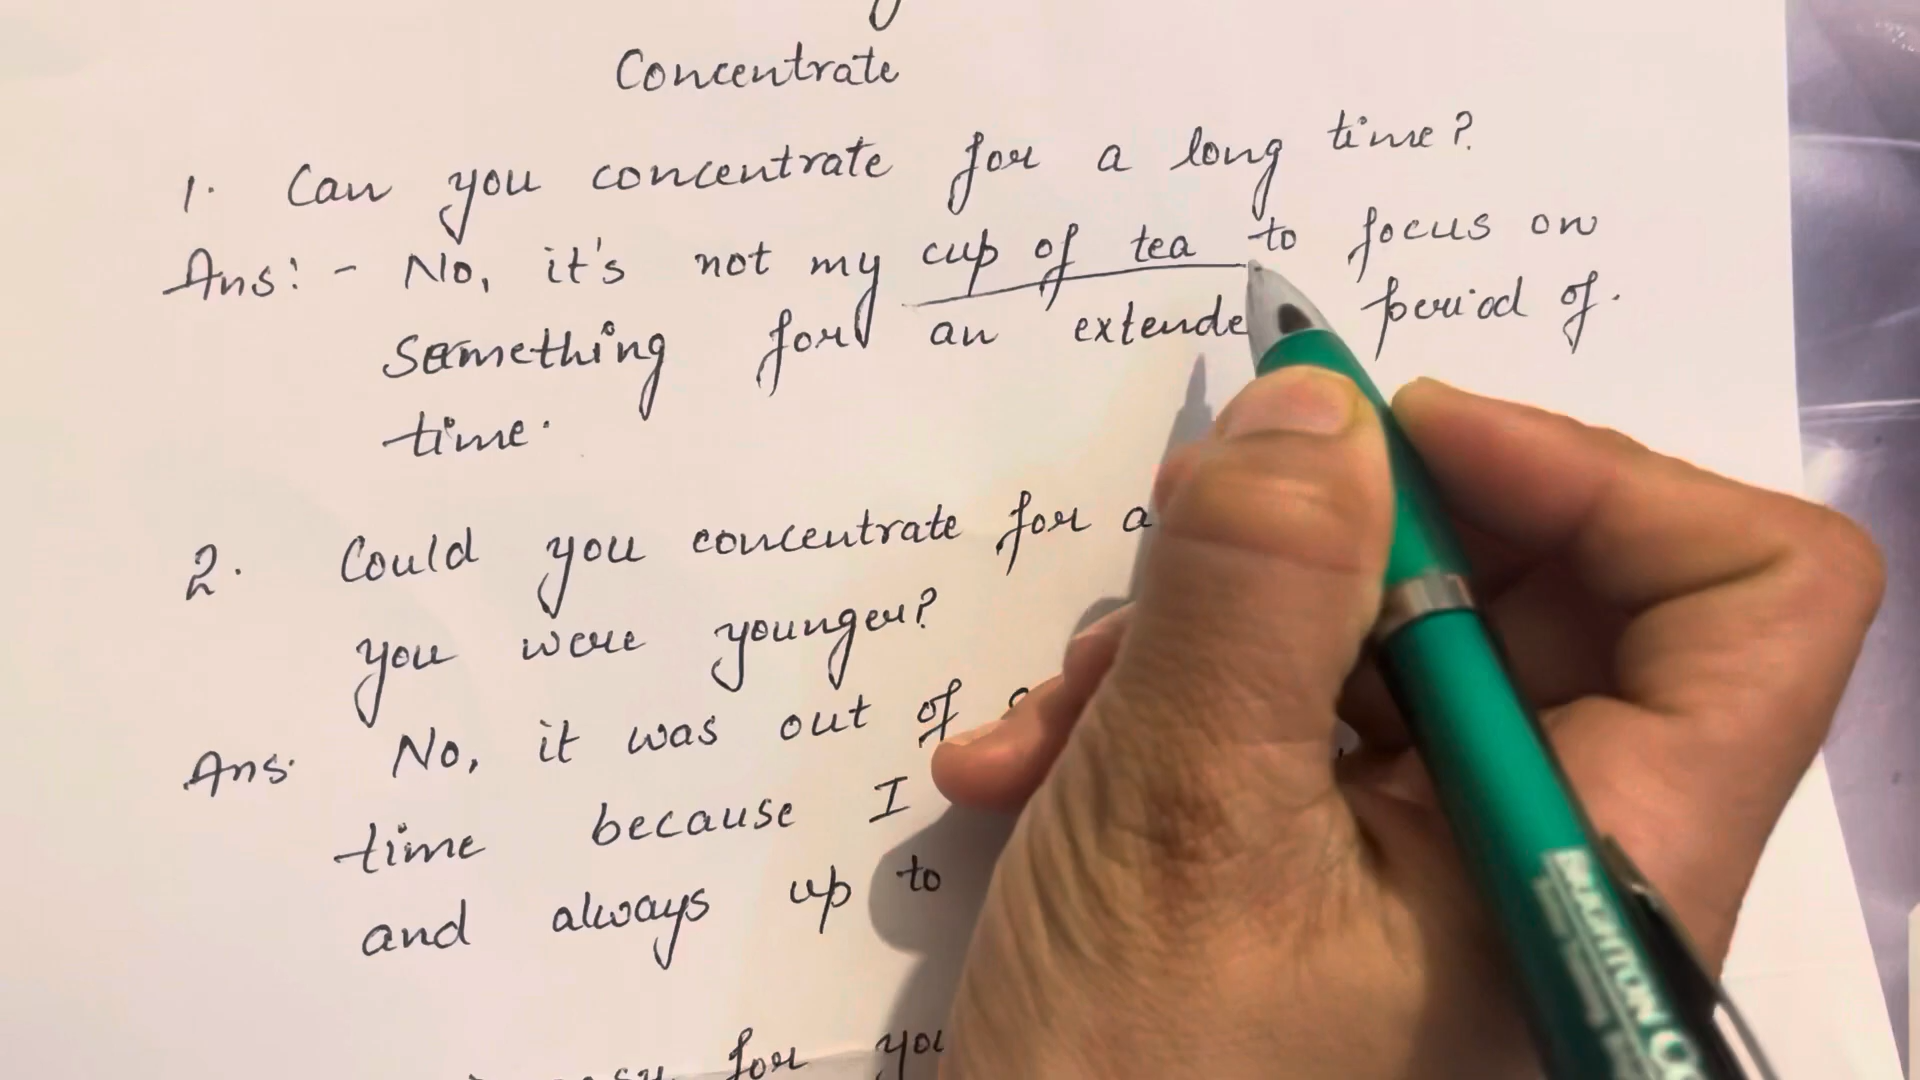 Concentrate
1. Can you concentrate for a long time?
Ans:- No, it's not my cup of tea to focus on
something for an extende period of.
time.
2. Could you concentrate for a
you were younger?
Ans. No, it was out of
time because I
and always up to
for you
BRIGHTON CO